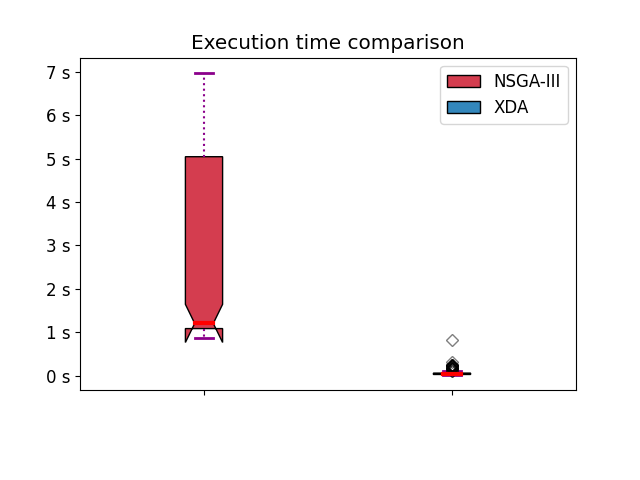 Execution time comparison
7 s
6 s
5 s
4 s
3 s
2 s
1 s
0 s
NSGA-III
XDA